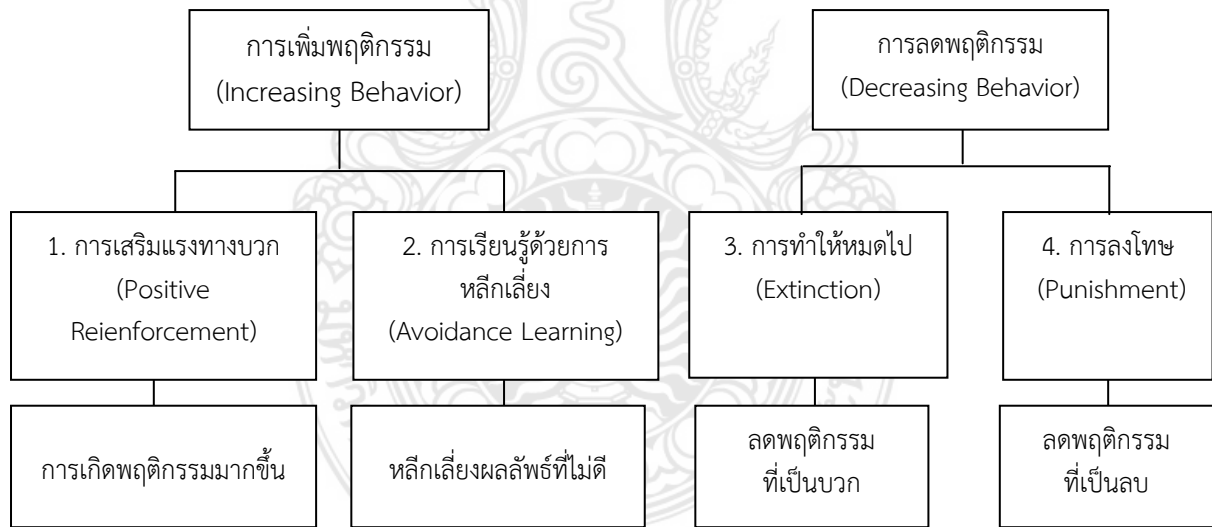 การเพิ่มพฤติกรรม
(Increasing Behavior)
การลดพฤติกรรม
(Decreasing Behavior)
1. การเสริมแรงทางบวก
(Positive
Reienforcement)
2. การเรียนรู้ด้วยการ
หลีกเลี่ยง
(Avoidance Learning)
3. การทำให้หมดไป
(Extinction)
4. การลงโทษ
(Punishment)
การเกิดพฤติกรรมมากขึ้น
หลีกเลี่ยงผลลัพธ์ที่ไม่ดี
ลดพฤติกรรม
ที่เป็นบวก
ลดพฤติกรรม
ที่เป็นลบ